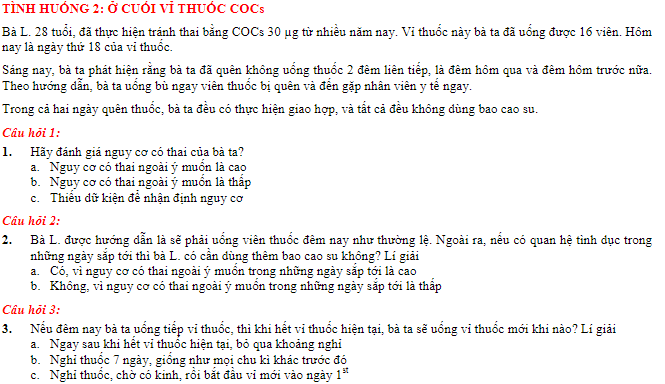 TÌNH HUỐNG 2: Ở CUỐI VỈ THUỐC COCs
Bà L. 28 tuổi, đã thực hiện tránh thai bằng COCs 30 µg từ nhiều năm nay. Vỉ thuốc này bà ta đã uống được 16 viên. Hôm
nay là ngày thứ 18 của vỉ thuốc.
Sáng nay, bà ta phát hiện rằng bà ta đã quên không uống thuốc 2 đêm liên tiếp, là đêm hôm qua và đêm hôm trước nữa.
Theo hướng dẫn, bà ta uống bù ngay viên thuốc bị quên và đến gặp nhân viên y tế ngay.
Trong cả hai ngày quên thuốc, bà ta đều có thực hiện giao hợp, và tất cả đều không dùng bao cao su.
Câu hỏi 1:
1. Hãy đánh giá nguy cơ có thai của bà ta?
a. Nguy cơ có thai ngoài ý muốn là cao
b. Nguy cơ có thai ngoài ý muốn là thấp
c. Thiếu dữ kiện để nhận định nguy cơ
Câu hỏi 2:
2. Bà L. được hướng dẫn là sẽ phải uống viên thuốc đêm nay như thường lệ. Ngoài ra, nếu có quan hệ tình dục trong
những ngày sắp tới thì bà L. có cần dùng thêm bao cao su không? Lí giải
a. Có, vì nguy cơ có thai ngoài ý muốn trong những ngày sắp tới là cao
b. Không, vì nguy cơ có thai ngoài ý muốn trong những ngày sắp tới là thấp
Câu hỏi 3:
3. Nếu đêm nay bà ta uống tiếp vỉ thuốc, thì khi hết vỉ thuốc hiện tại, bà ta sẽ uống vỉ thuốc mới khi nào? Lí giải
a. Ngay sau khi hết vỉ thuốc hiện tại, bỏ qua khoảng nghỉ
b. Nghỉ thuốc 7 ngày, giống như mọi chu kì khác trước đó
c. Nghỉ thuốc, chờ có kinh, rồi bắt đầu vỉ mới vào ngày 1st